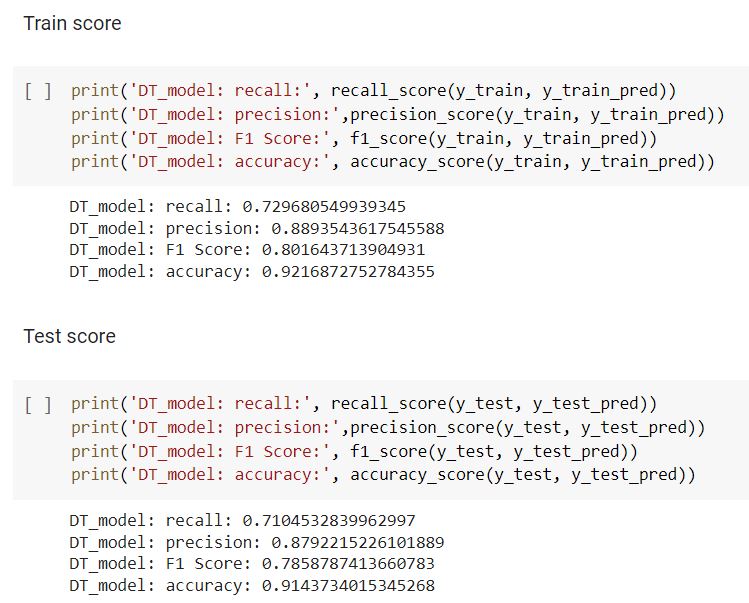 Train score
[ ] print('DT_model: recall:', recall_score(y_train, y_train_pred))
print('DT_model: precision:',precision_score(y_train, y_train_pred))
print('DT_model: F1 Score:', f1_score(y_train, y_train_pred))
print('DT_model: accuracy:', accuracy_score(y_train, y_train_pred))
DT_model: recall: 0.729680549939345
DT_model: precision: 0.8893543617545588
DT_model: F1 Score: 0.801643713904931
DT_model: accuracy: 0.9216872752784355
Test score
[ ] print('DT_model: recall:', recall_score(y_test, y_test_pred))
print('DT_model: precision:',precision_score(y_test, y_test_pred))
print('DT_model: F1 Score:', f1_score(y_test, y_test_pred))
print('DT_model: accuracy:', accuracy_score(y_test, y_test_pred))
DT_model: recall: 0.7104532839962997
DT_model: precision: 0.8792215226101889
DT_model: F1 Score: 0.7858787413660783
DT_model: accuracy: 0.9143734015345268